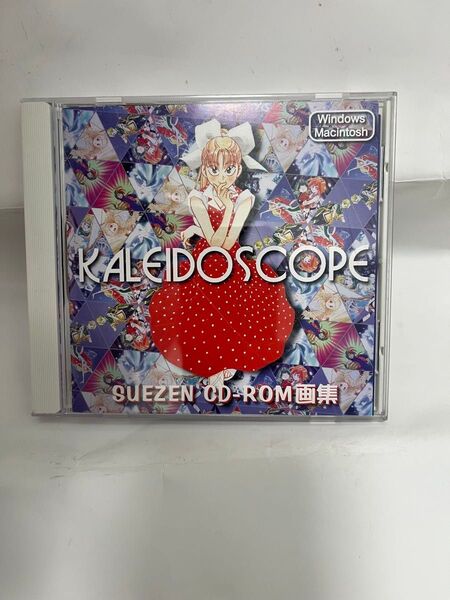 Windows
Macintosh
KALEIDOSCOPE
SUEZEN CD-ROM画集